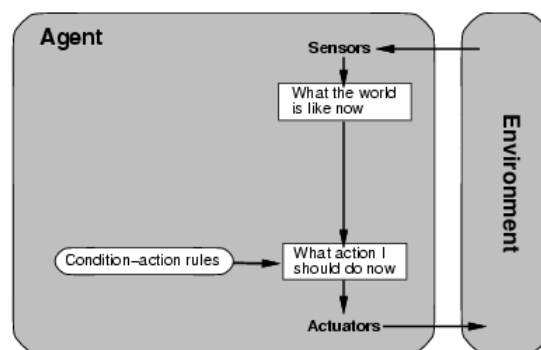 Agent
Sensors
What the world
is like now
Condition–action rules
What action I
should do now
Actuators
Environment